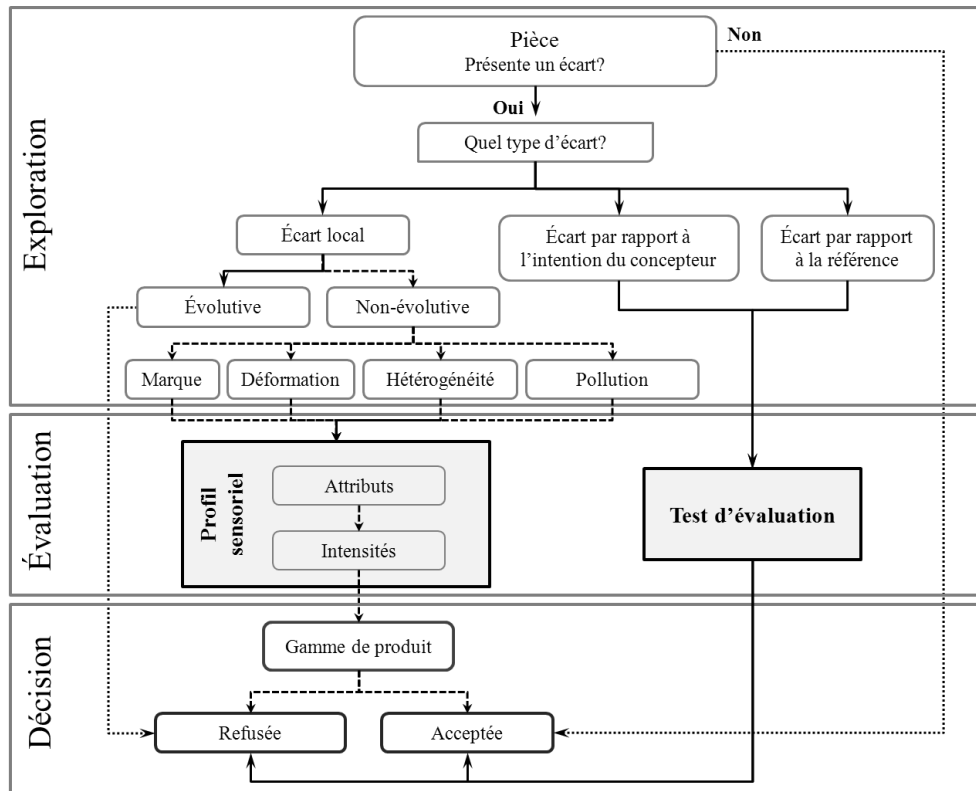 Exploration
Pièce
Présente un écart?
Non
Oui
Quel type d’écart?
Écart local
Écart par rapport à
l’intention du concepteur
Écart par rapport
à la référence
Évolutive
Non-évolutive
Marque
Déformation
Hétérogénéité
Pollution
Évaluation
Profil
sensoriel
Attributs
Intensités
Test d’évaluation
Décision
Gamme de produit
Refusée
Acceptée